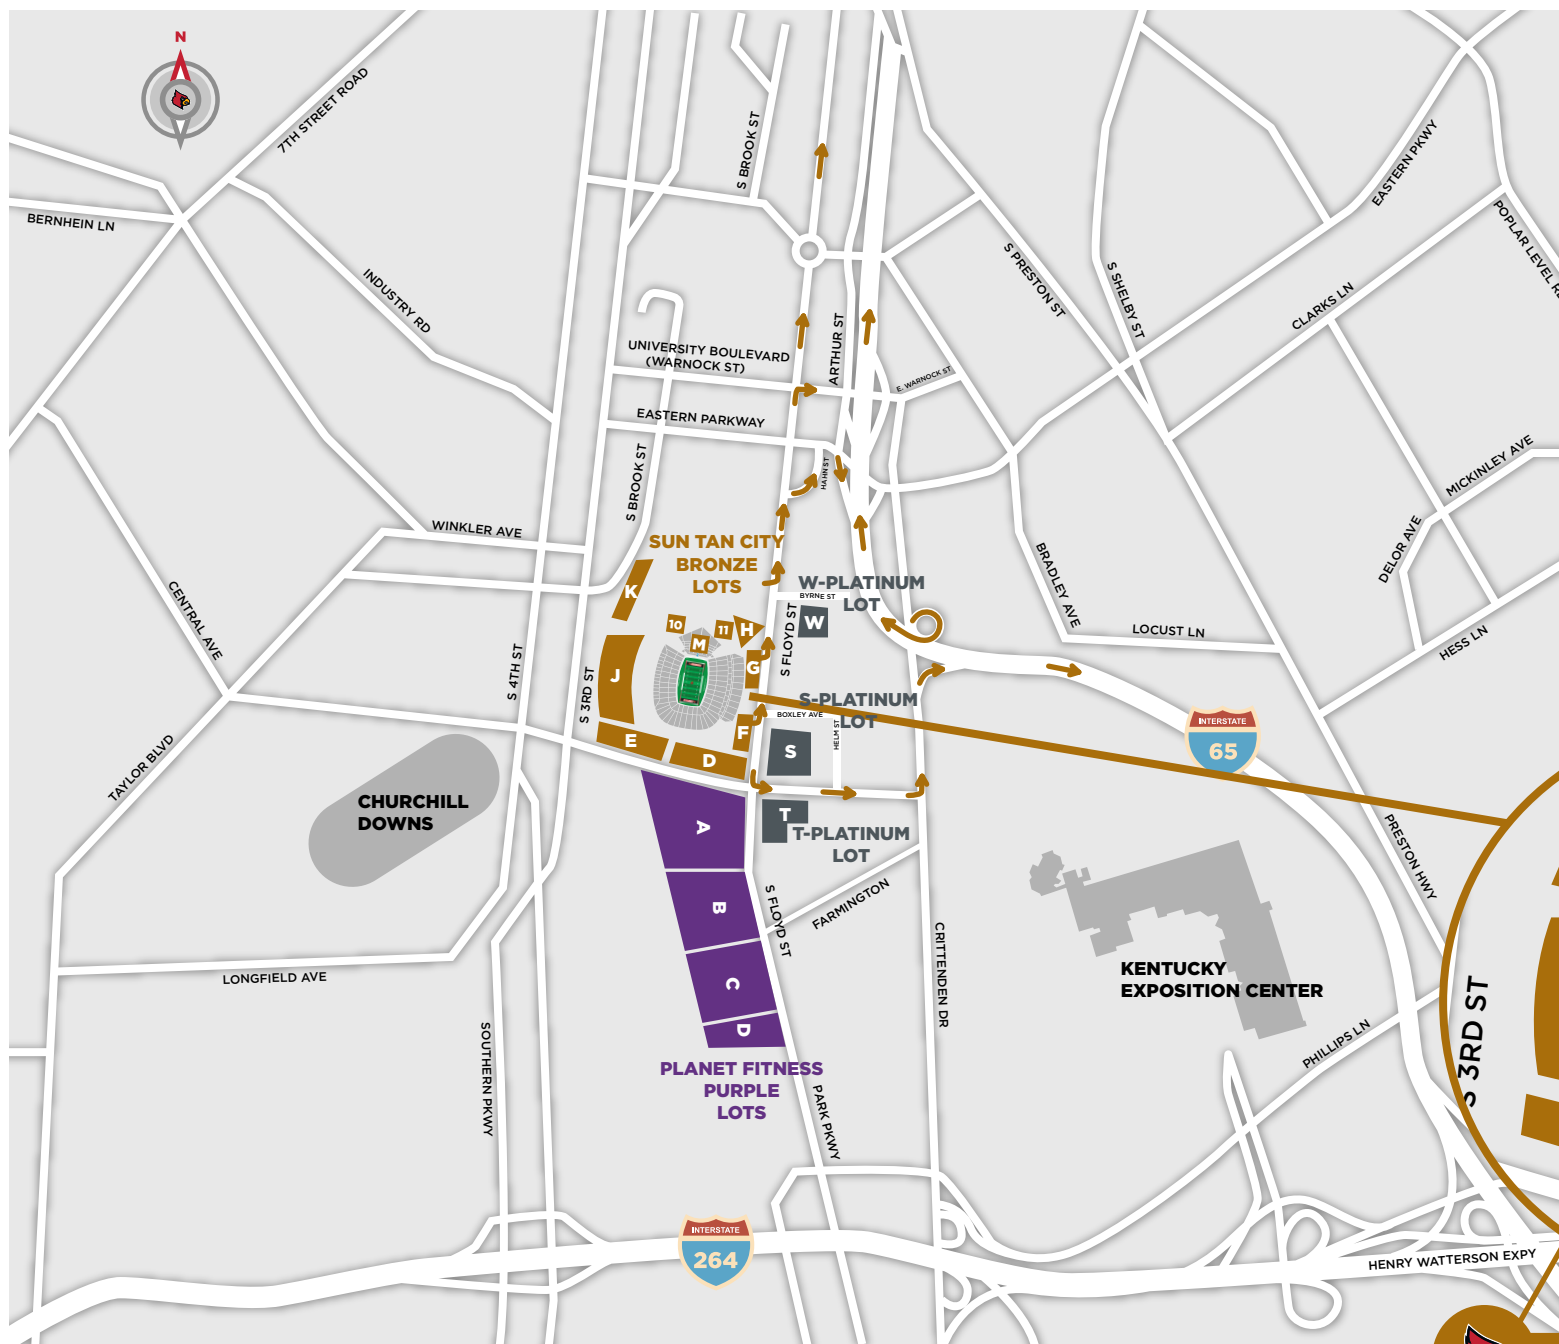 N
7TH STREET ROAD
S BROOK ST
BERNHEIN LN
EASTERN PKWY
POPLAR LEVEL R
INDUSTRY RD
S PRESTON ST
S SHELBY ST
CLARKS LN
ARTHUR ST
UNIVERSITY BOULEVARD
(WARNOCK ST)
E. WARNOCK ST
EASTERN PARKWAY
HAHN ST
S BROOK ST
MICKINLEY AVE
WINKLER AVE
SUN TAN CITY
BRONZE
LOTS
DELOR AVE
CENTRAL AVE
BRADLEY AVE
W-PLATINUM
LOT
BYRNE ST
K
W
10
11
H
M
LOCUST LN
HESS LN
S FLOYD ST
S 4TH ST
S 3RD ST
J
G
S-PLATINUM
LOT
BOXLEY AVE
HELM ST
INTERSTATE
65
E
F
D
S
TAYLOR BLVD
CHURCHILL
DOWNS
A
T
T-PLATINUM
LOT
PRESTON HWY
B
S FLOYD ST
FARMINGTON
C
CRITTENDEN DR
KENTUCKY
EXPOSITION CENTER
LONGFIELD AVE
D
S 3RD ST
SOUTHERN PKWY
PHILLIPS LN
PLANET FITNESS
PURPLE
LOTS
PARK PKWY
INTERSTATE
264
HENRY WATTERSON EXPY